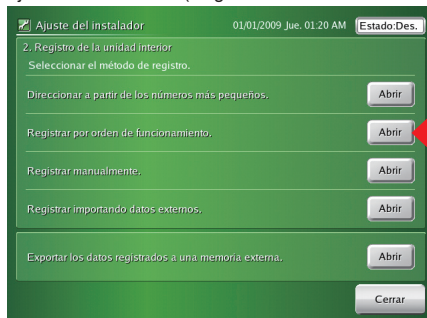 Ajuste del instalador 01/01/2009 Jue. 01:20 AM Estado:Des.
2. Registro de la unidad interior
Seleccionar el método de registro.
Direccionar a partir de los números más pequeños. Abrir
Registrar por orden de funcionamiento. Abrir
Registrar manualmente. Abrir
Registrar importando datos externos. Abrir
Exportar los datos registrados a una memoria externa. Abrir
Cerrar